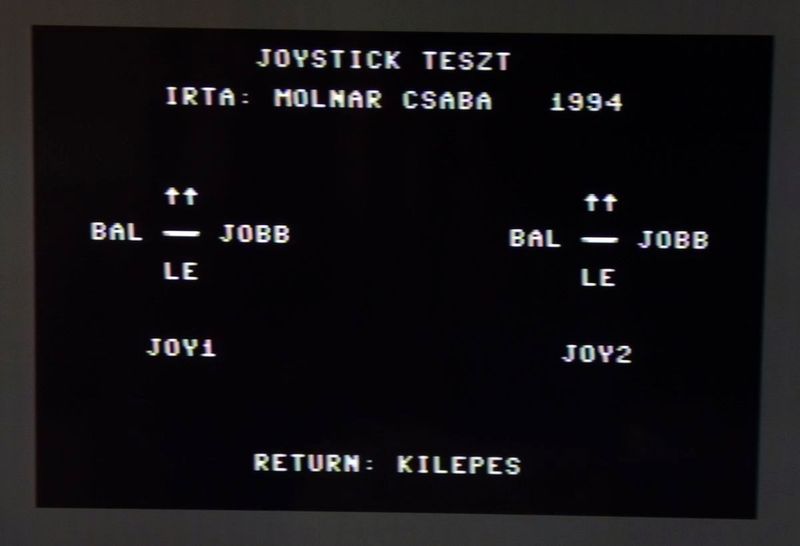 JOYSTICK TESZT
IRTA: MOLNAR CSABA 1994
↑↑ ↑↑
BAL — JOBB BAL — JOBB
LE LE
JOY1 JOY2
RETURN: KILEPES